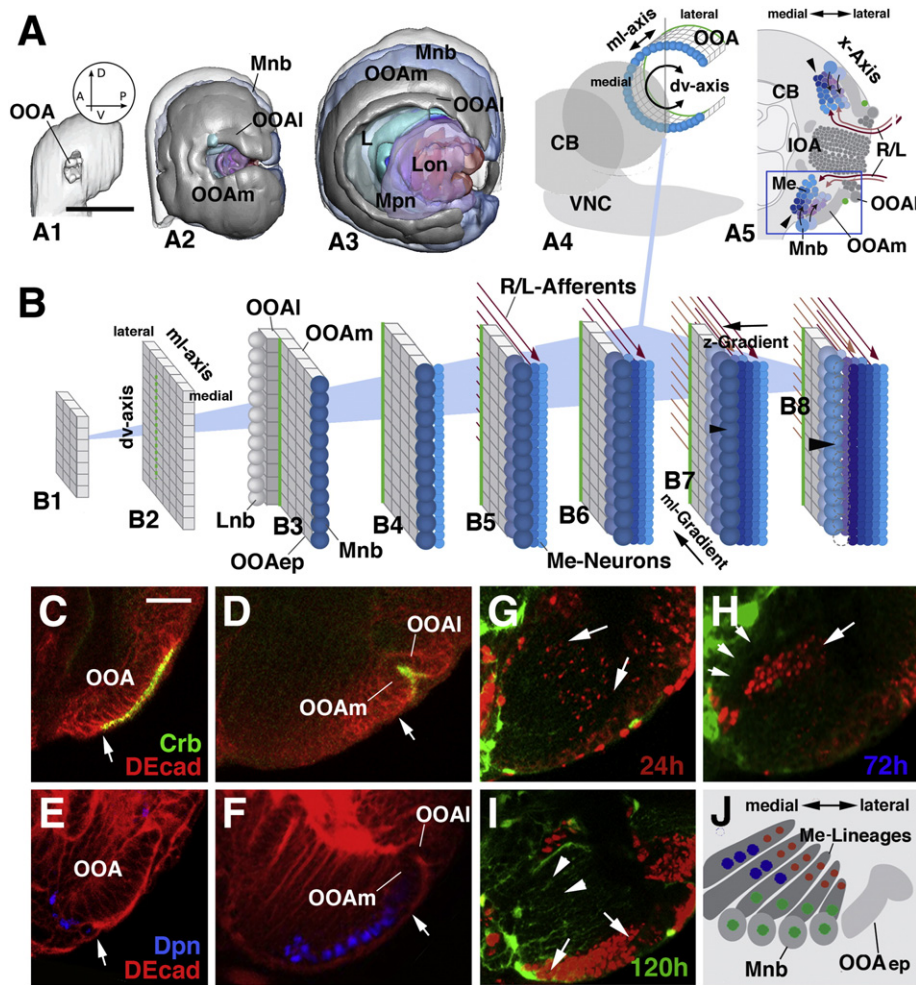 A
D
A
P
V
OOA
A1
Mnb
OOAl
OOAm
A2
Mnb
OOAm
OOAl
L
Lon
Mpn
A3
lateral
ml-axis
OOA
medial
dv-axis
CB
VNC
A4
medial
lateral
x-Axis
CB
IOA
R/L
Me
OOAl
Mnb
OOAm
A5
B
R/L-Afferents
OOAl
OOAm
lateral
ml-axis
medial
dv-axis
z-Gradient
B1
B2
B3
B4
B5
B6
B7
B8
Lnb
OOAep
Mnb
Me-Neurons
ml-Gradient
C
OOA
Crb
DEcad
D
OOAl
OOAm
G
24h
H
72h
E
OOA
Dpn
DEcad
F
OOAl
OOAm
I
120h
J
medial
lateral
Me-Lineages
Mnb
OOAep